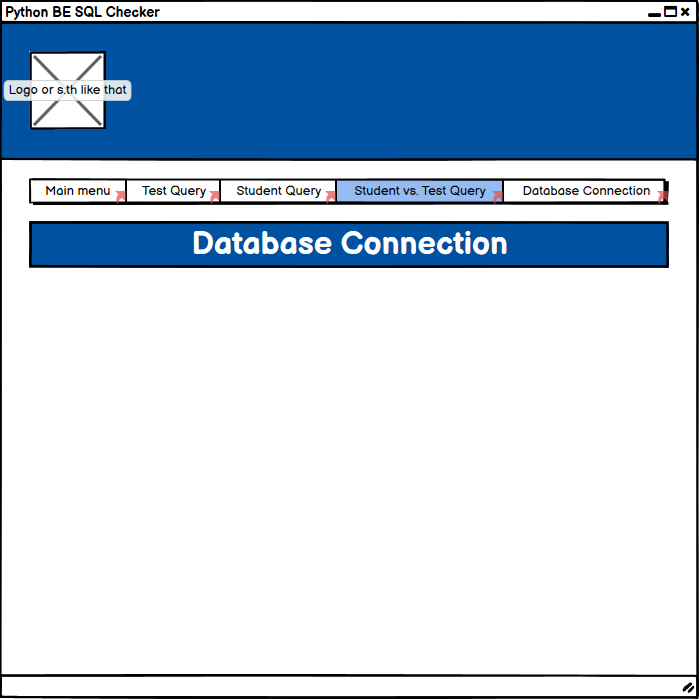 Python BE SQL Checker
Logo or s.th like that
Main menu Test Query Student Query Student vs. Test Query Database Connection
Database Connection